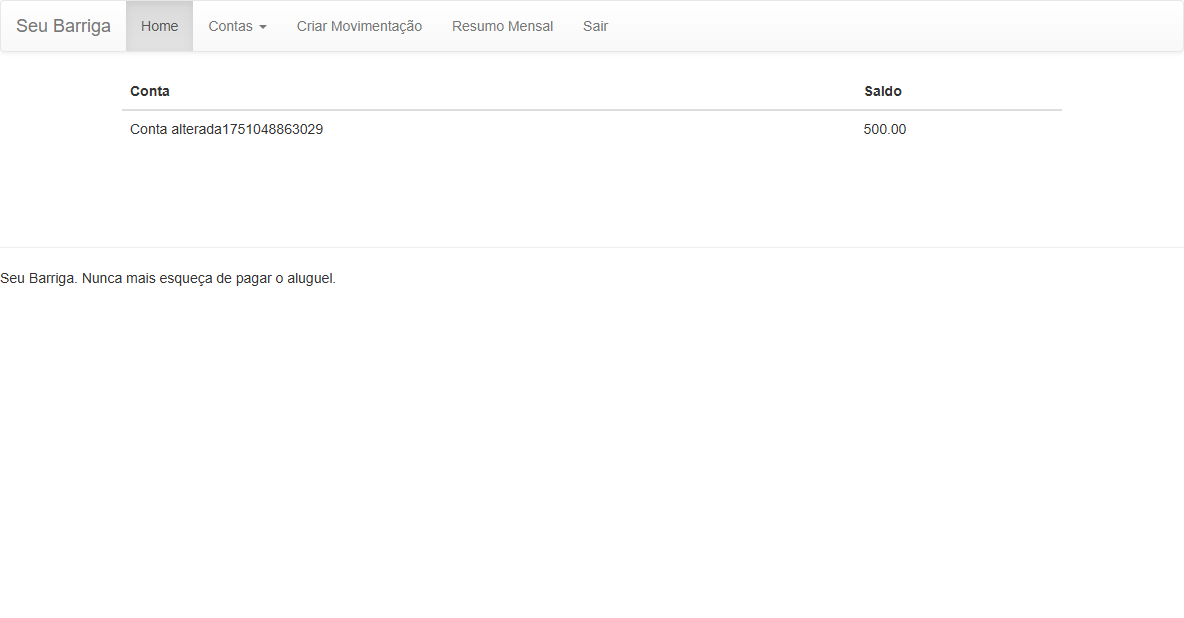 Seu Barriga Home Contas Criar Movimentação Resumo Mensal Sair
Conta Saldo
Conta alterada1751048863029 500.00
Seu Barriga. Nunca mais esqueça de pagar o aluguel.